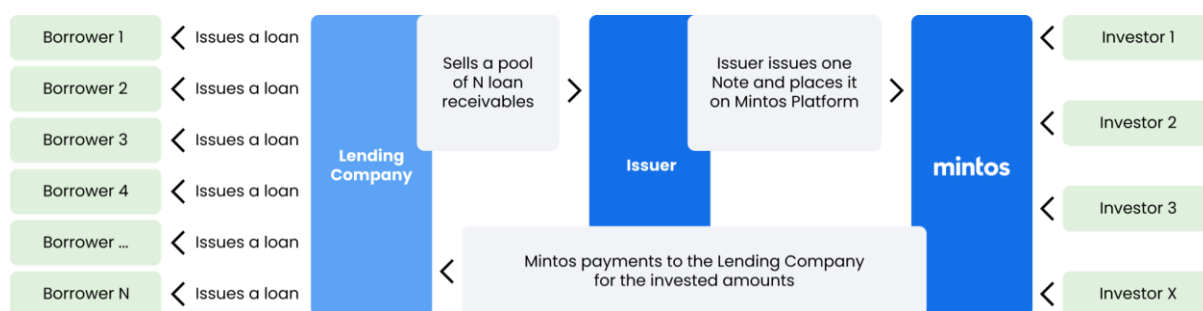 Borrower 1
Issues a loan
Borrower 2
Issues a loan
Borrower 3
Issues a loan
Borrower 4
Issues a loan
Borrower ...
Issues a loan
Borrower N
Issues a loan
Lending
Company
Sells a pool
of N loan
receivables
Issuer
Issuer issues one
Note and places it
on Mintos Platform
mintos
Mintos payments to the Lending Company
for the invested amounts
Investor 1
Investor 2
Investor 3
Investor X